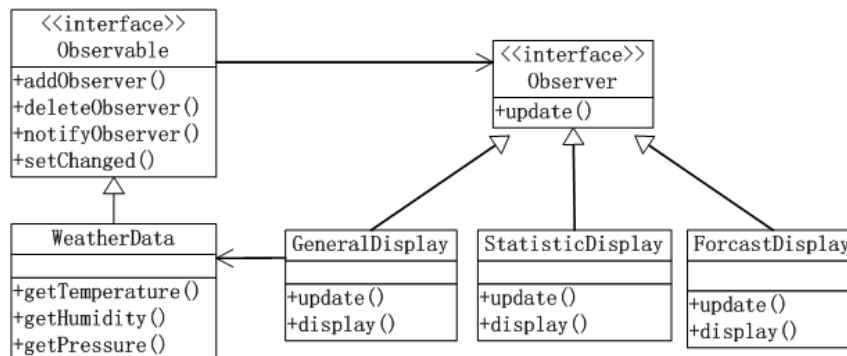 <<interface>>
Observable
+addObserver()
+deleteObserver()
+notifyObserver()
+setChanged()
<<interface>>
Observer
+update()
WeatherData
+getTemperature()
+getHumidity()
+getPressure()
GeneralDisplay
+update()
+display()
StatisticDisplay
+update()
+display()
ForcastDisplay
+update()
+display()